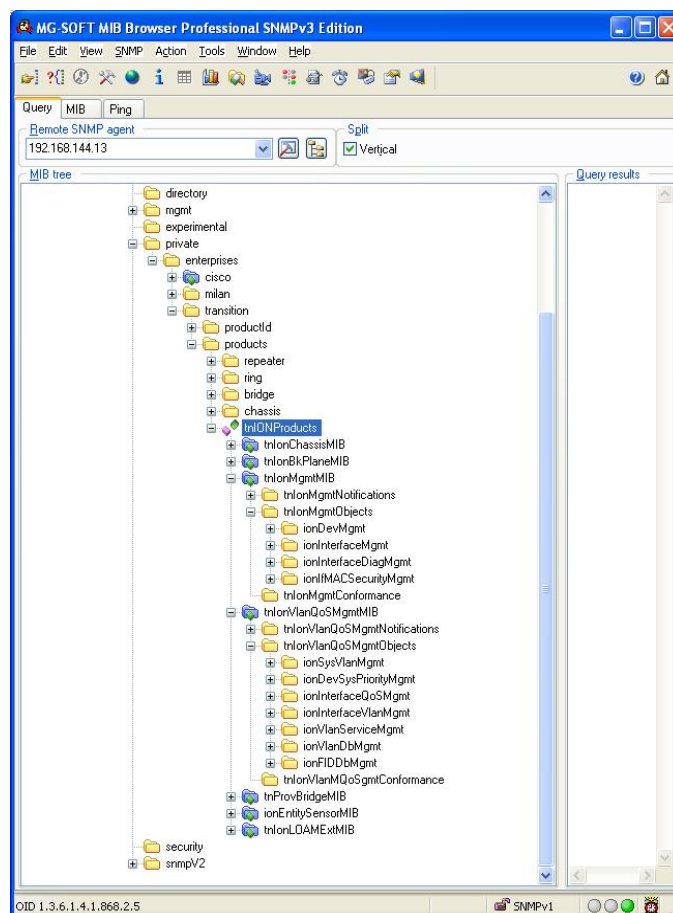 MG-SOFT MIB Browser Professional SNMPv3 Edition
File Edit View SNMP Action Tools Window Help
Query MIB Ping
Remote SNMP agent
Split
192.168.144.13
Vertical
MIB tree
Query results
directory
mgmt
experimental
private
enterprises
cisco
milan
transition
productId
products
repeater
ring
bridge
chassis
tnIONProducts
tnIonChassisMIB
tnIonBkPlaneMIB
tnIonMgmtMIB
tnIonMgmtNotifications
tnIonMgmtObjects
ionDevMgmt
ionInterfaceMgmt
ionInterfaceDiagMgmt
ionIfMACSecurityMgmt
tnIonMgmtConformance
tnIonVlanQoSMgmtMIB
tnIonVlanQoSMgmtNotifications
tnIonVlanQoSMgmtObjects
ionSysVlanMgmt
ionDevSysPriorityMgmt
ionInterfaceQoSMgmt
ionInterfaceVlanMgmt
ionVlanServiceMgmt
ionVlanDbMgmt
ionFIDDbMgmt
tnIonVlanMQoSgmtConformance
tnProvBridgeMIB
ionEntitySensorMIB
tnIonLOAMExtMIB
security
snmpV2
OID 1.3.6.1.4.1.868.2.5
SNMPv1